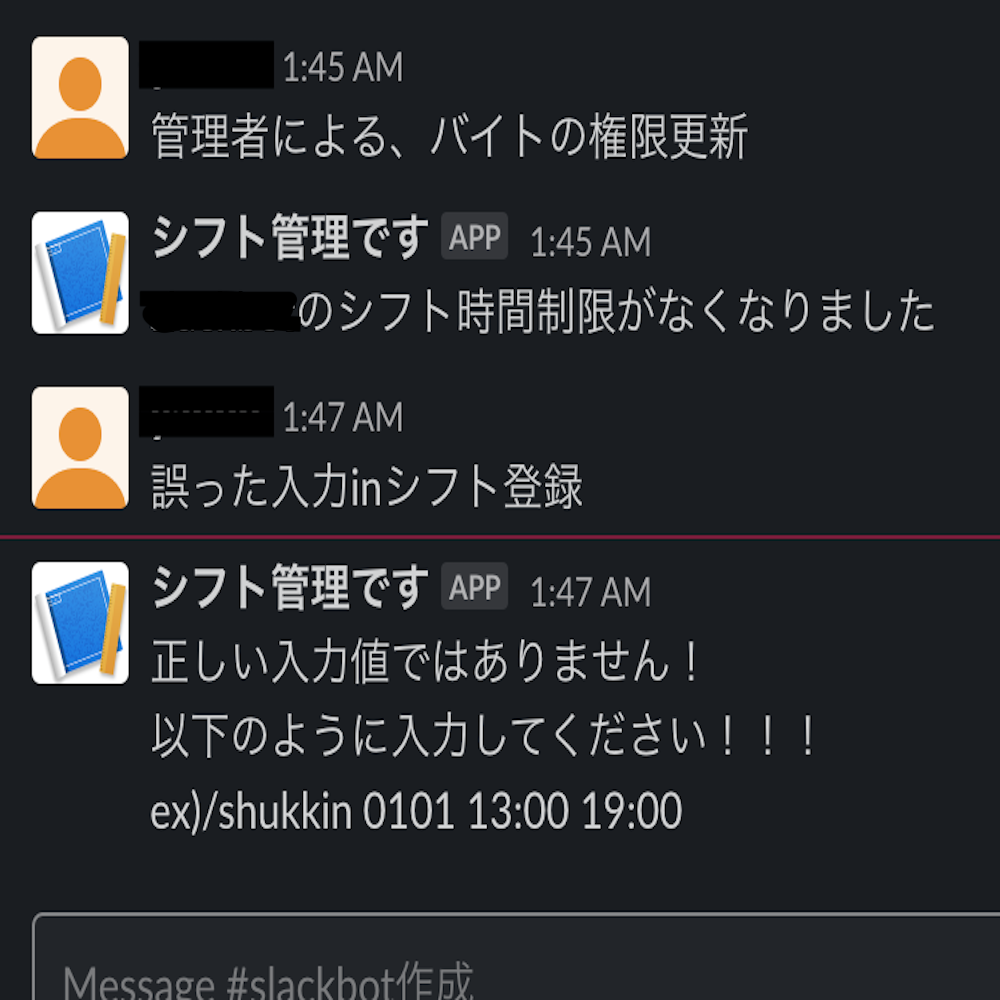 1:45 AM
管理者による、バイトの権限更新
シフト管理です APP 1:45 AM
のシフト時間制限がなくなりました
1:47 AM
誤った入力inシフト登録
シフト管理です APP 1:47 AM
正しい入力値ではありません！
以下のように入力してください！！！
ex)/shukkin 0101 13:00 19:00
Message #slackbot作成